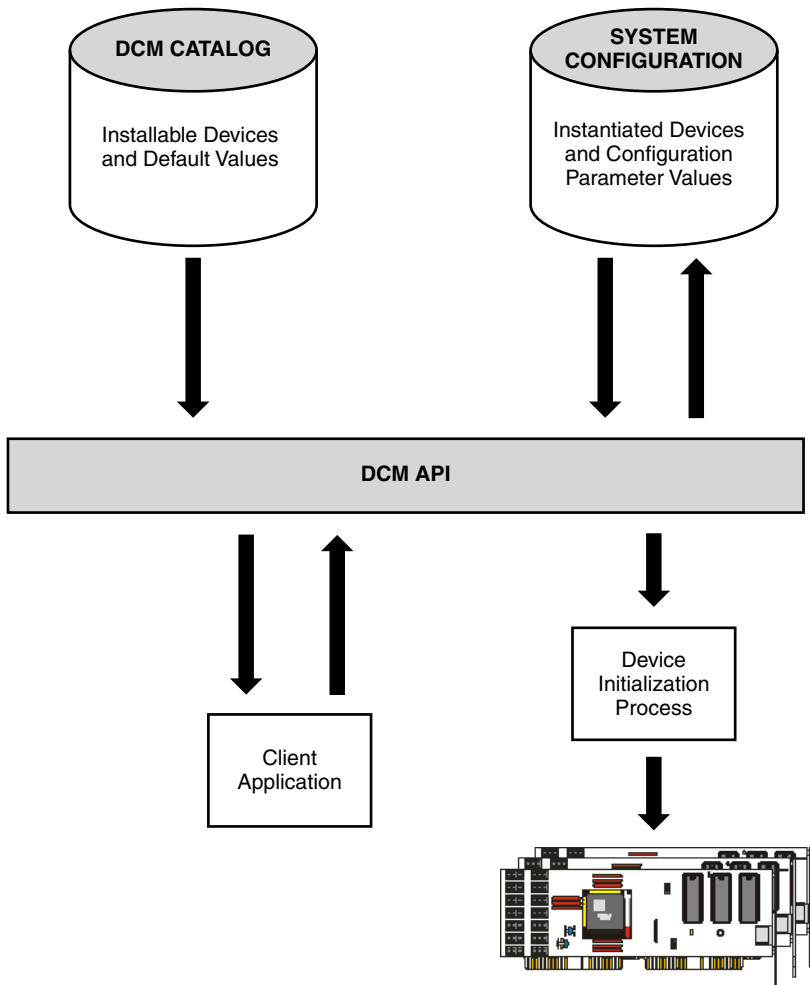 DCM CATALOG
Installable Devices
and Default Values
SYSTEM
CONFIGURATION
Instantiated Devices
and Configuration
Parameter Values
DCM API
Client
Application
Device
Initialization
Process